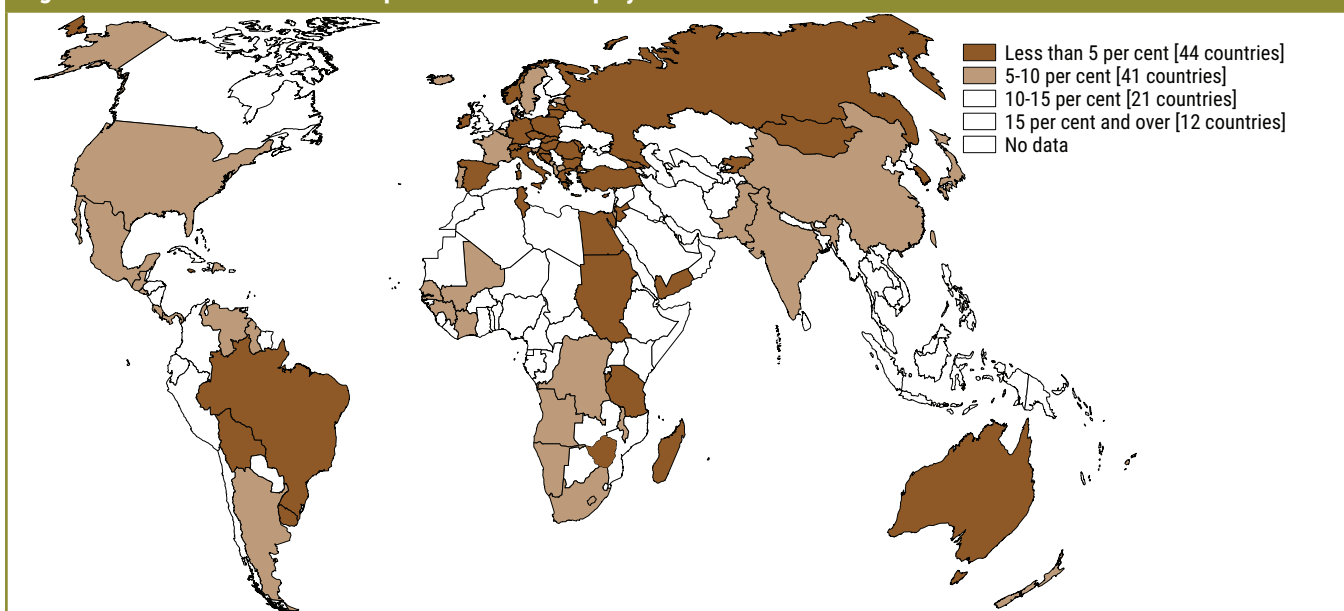 Less than 5 per cent [44 countries]
5-10 per cent [41 countries]
10-15 per cent [21 countries]
15 per cent and over [12 countries]
No data